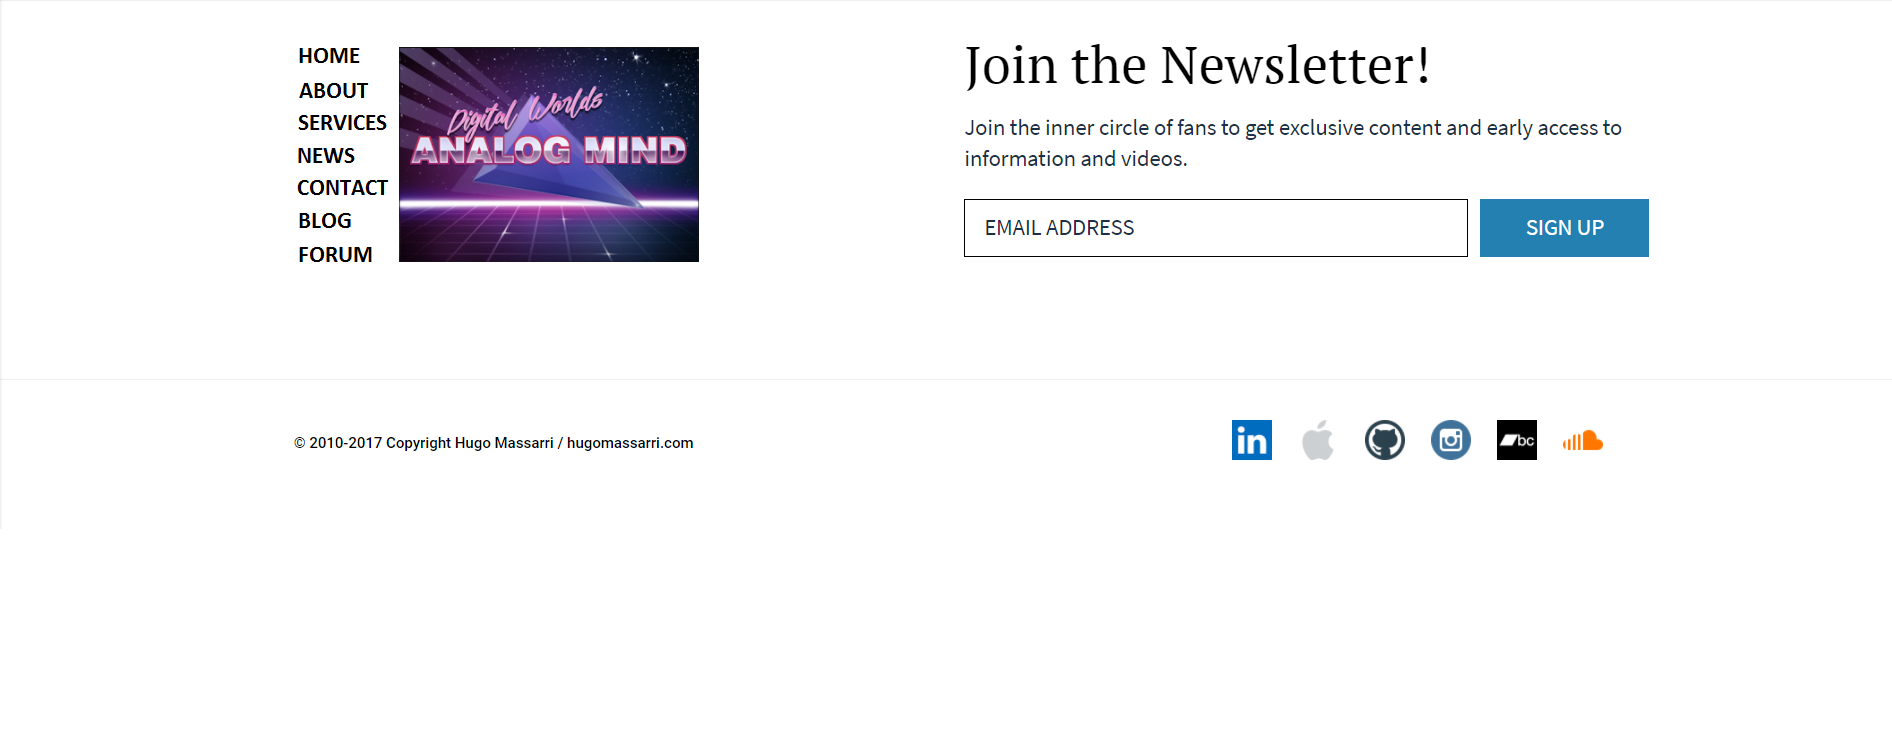 HOME
ABOUT
SERVICES
NEWS
CONTACT
BLOG
FORUM
Digital Worlds
ANALOG MIND
Join the Newsletter!
Join the inner circle of fans to get exclusive content and early access to
information and videos.
EMAIL ADDRESS
SIGN UP
© 2010-2017 Copyright Hugo Massarri / hugomassarri.com
in
bc